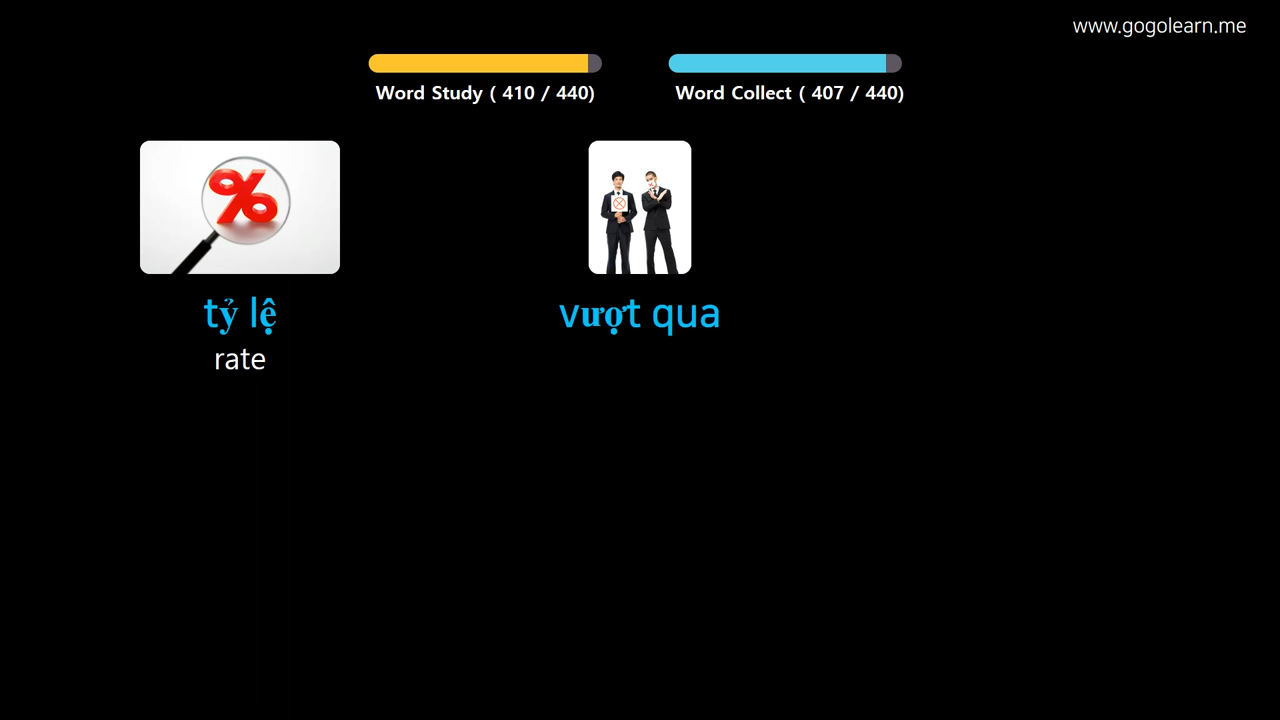 www.gogolearn.me
Word Study ( 410 / 440)
Word Collect ( 407 / 440)
%
tỷ lệ
vượt qua
rate